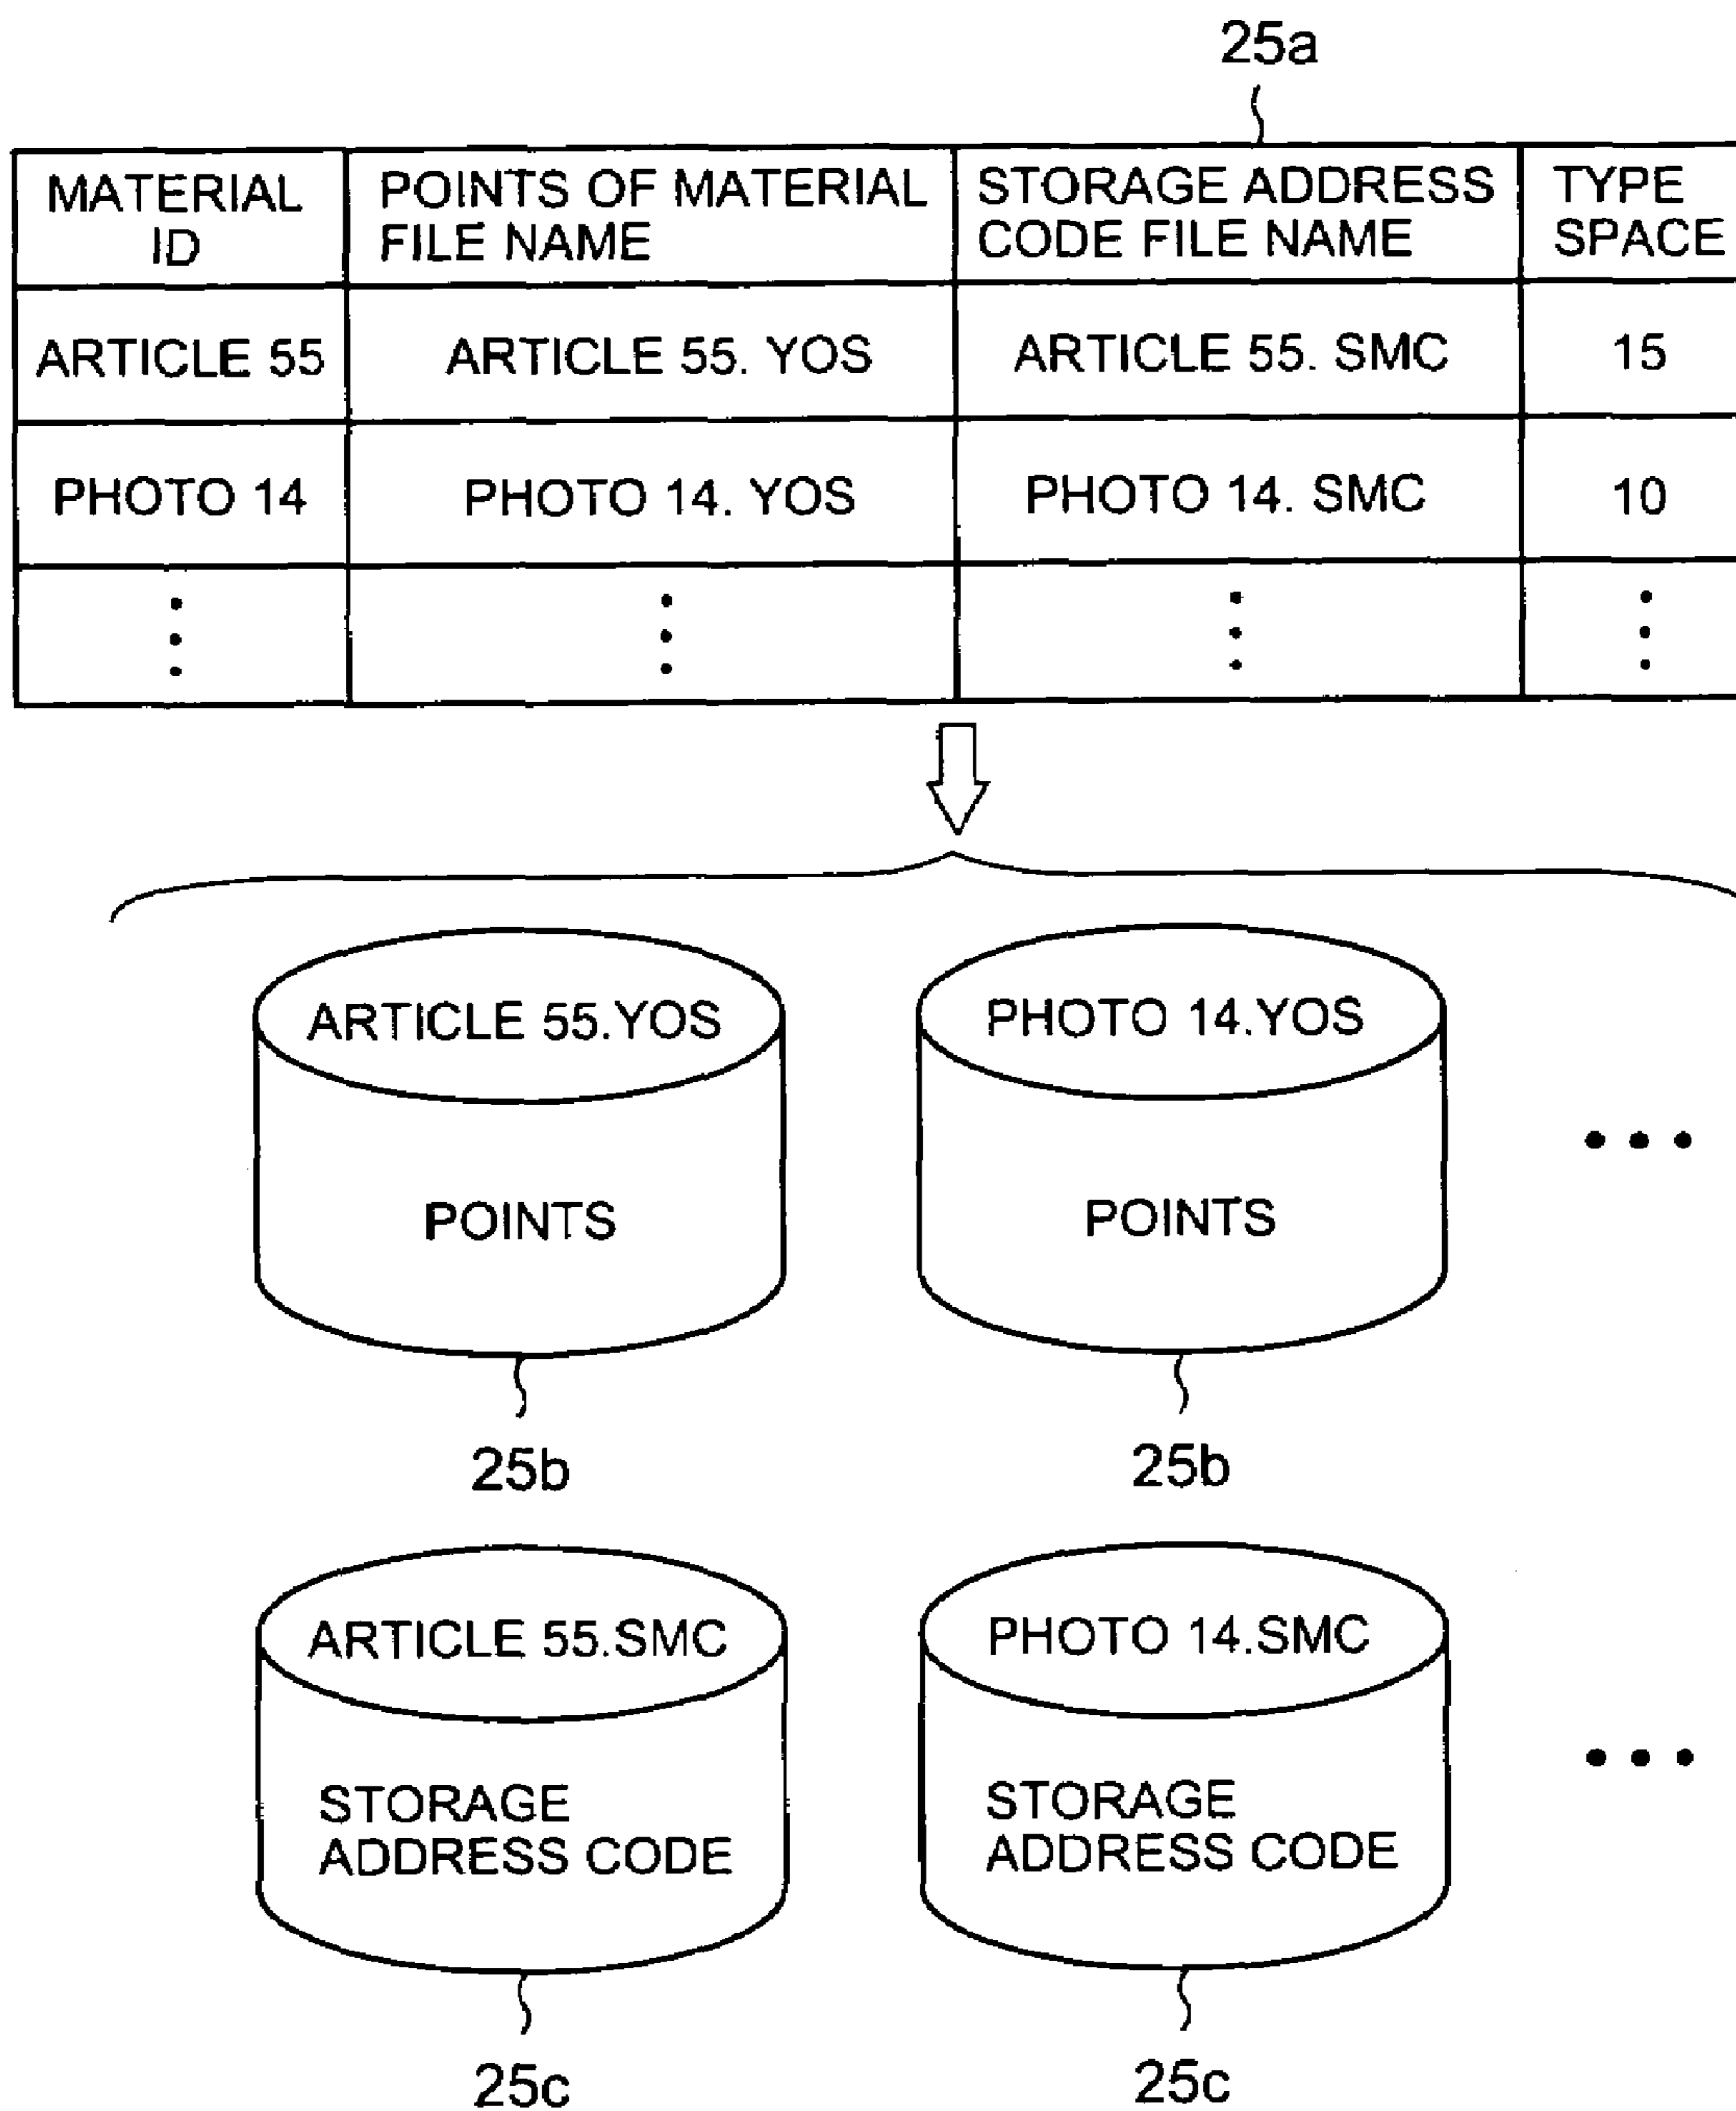 25a
MATERIAL ID
POINTS OF MATERIAL FILE NAME
STORAGE ADDRESS CODE FILE NAME
TYPE SPACE
ARTICLE 55
ARTICLE 55. YOS
ARTICLE 55. SMC
15
PHOTO 14
PHOTO 14. YOS
PHOTO 14. SMC
10
ARTICLE 55.YOS
POINTS
25b
PHOTO 14.YOS
POINTS
25b
ARTICLE 55.SMC
STORAGE
ADDRESS CODE
25c
PHOTO 14.SMC
STORAGE
ADDRESS CODE
25c